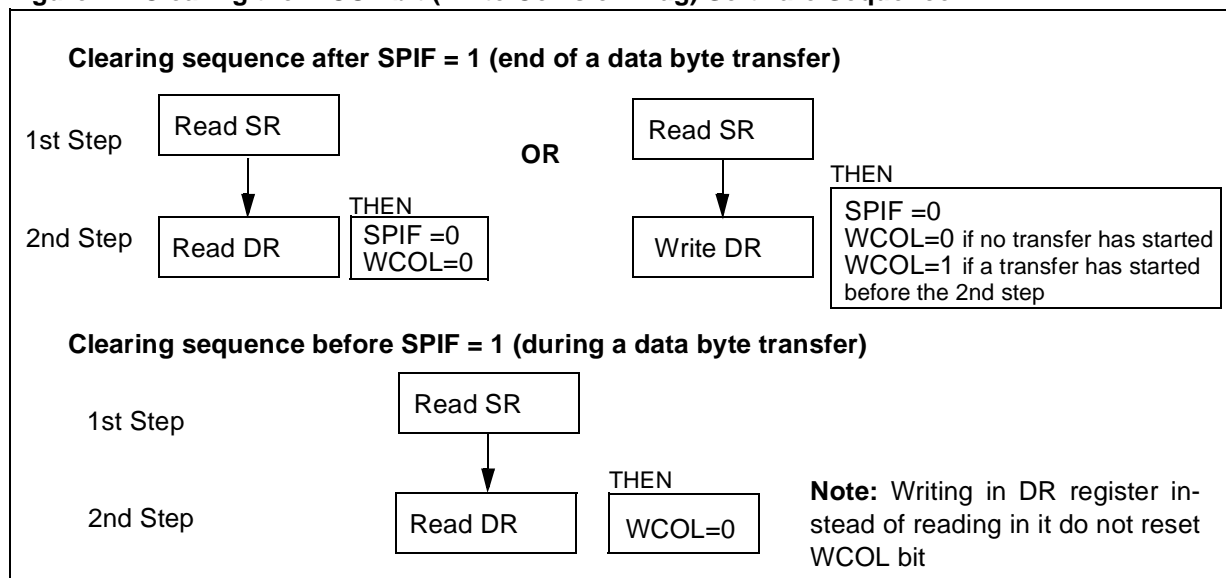 Clearing sequence after SPIF = 1 (end of a data byte transfer)
1st Step
Read SR
OR
Read SR
THEN
2nd Step
Read DR
THEN
SPIF =0
WCOL=0
Write DR
SPIF =0
WCOL=0 if no transfer has started
WCOL=1 if a transfer has started
before the 2nd step
Clearing sequence before SPIF = 1 (during a data byte transfer)
1st Step
Read SR
2nd Step
Read DR
THEN
WCOL=0
Note: Writing in DR register in-
stead of reading in it do not reset
WCOL bit